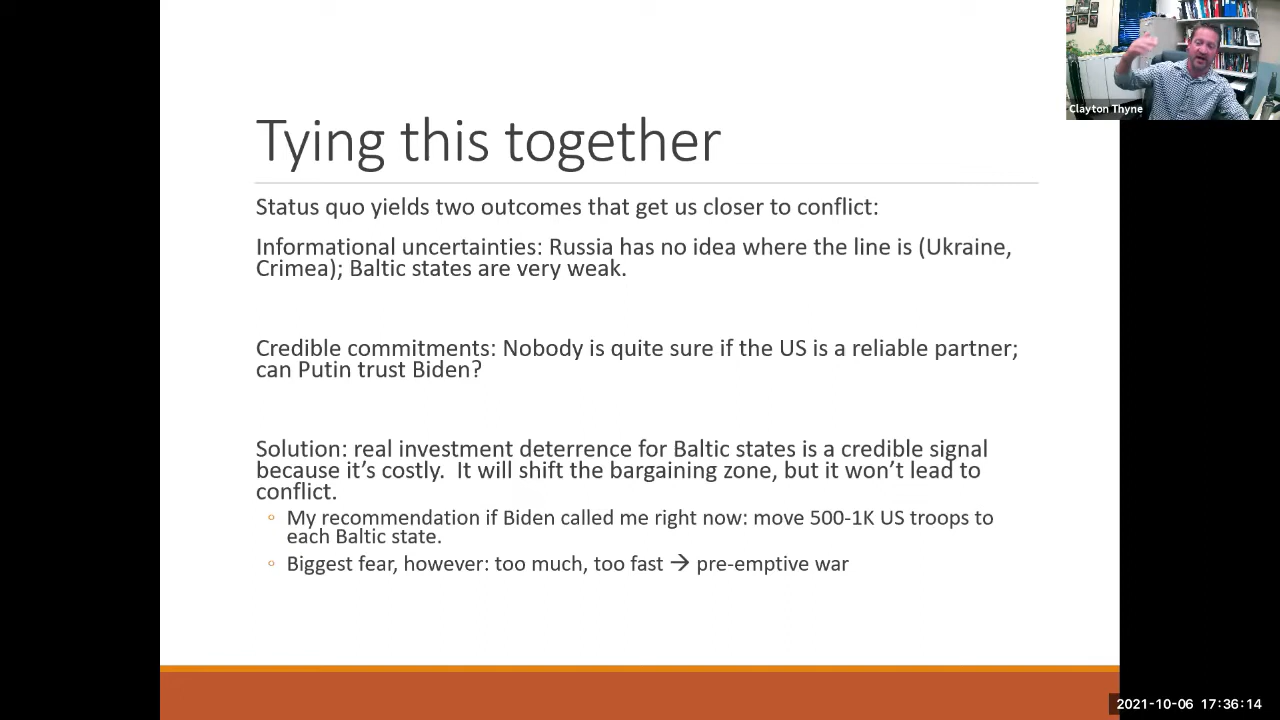 Clayton Thyne
Tying this together
Status quo yields two outcomes that get us closer to conflict:
Informational uncertainties: Russia has no idea where the line is (Ukraine,
Crimea); Baltic states are very weak.
Credible commitments: Nobody is quite sure if the US is a reliable partner;
can Putin trust Biden?
Solution: real investment deterrence for Baltic states is a credible signal
because it's costly.  It will shift the bargaining zone, but it won't lead to
conflict.
◦ My recommendation if Biden called me right now: move 500-1K US troops to
each Baltic state.
◦ Biggest fear, however: too much, too fast → pre-emptive war
2021-10-06 17:36:14